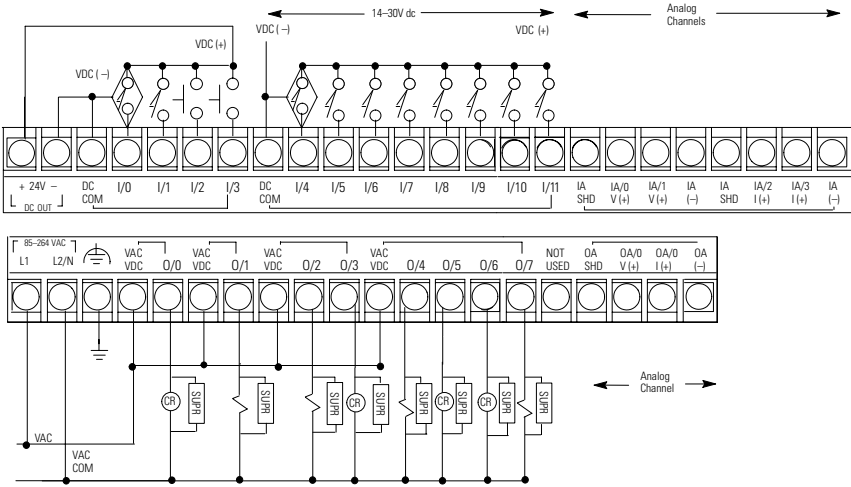 14–30V dc
Analog
Channels
VDC (–)
VDC (+)
VDC (+)
VDC (–)
+ 24V –
DC OUT
DC
COM
I/0
I/1
I/2
I/3
DC
COM
I/4
I/5
I/6
I/7
I/8
I/9
I/10
I/11
IA
SHD
IA/0
V (+)
IA/1
V (+)
IA
(–)
IA
SHD
IA/2
I (+)
IA/3
I (+)
IA
(–)
85–264 VAC
L1
L2/N
VAC
VDC
O/0
VAC
VDC
O/1
VAC
VDC
O/2
O/3
VAC
VDC
O/4
O/5
O/6
O/7
NOT
USED
OA
SHD
OA/0
V (+)
OA/0
I (+)
OA
(–)
CR
SUPR
SUPR
SUPR
CR
SUPR
SUPR
CR
SUPR
CR
SUPR
SUPR
Analog
Channel
VAC
VAC
COM